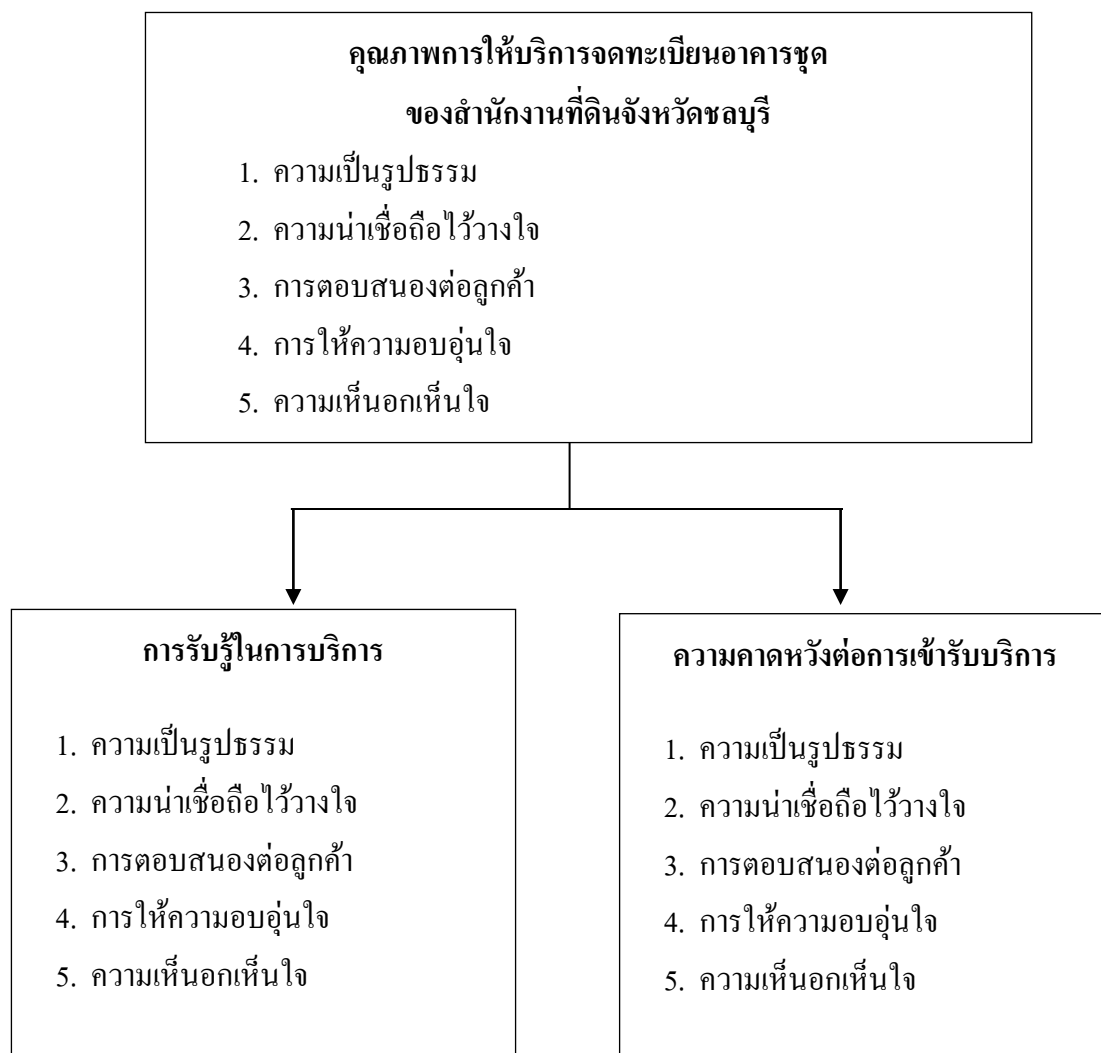 คุณภาพการให้บริการจดทะเบียนอาคารชุด
ของสำนักงานที่ดินจังหวัดชลบุรี
1. ความเป็นรูปธรรม
2. ความน่าเชื่อถือไว้วางใจ
3. การตอบสนองต่อลูกค้า
4. การให้ความอบอุ่นใจ
5. ความเห็นอกเห็นใจ
การรับรู้ในการบริการ
1. ความเป็นรูปธรรม
2. ความน่าเชื่อถือไว้วางใจ
3. การตอบสนองต่อลูกค้า
4. การให้ความอบอุ่นใจ
5. ความเห็นอกเห็นใจ
ความคาดหวังต่อการเข้ารับบริการ
1. ความเป็นรูปธรรม
2. ความน่าเชื่อถือไว้วางใจ
3. การตอบสนองต่อลูกค้า
4. การให้ความอบอุ่นใจ
5. ความเห็นอกเห็นใจ